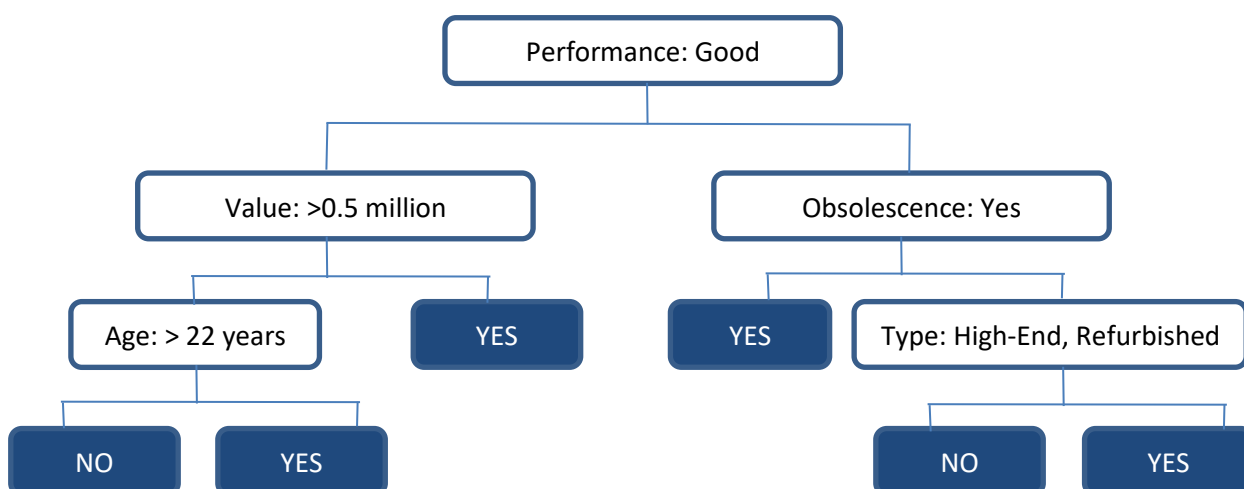 Performance: Good
Value: >0.5 million
Obsolescence: Yes
Age: > 22 years
YES
YES
Type: High-End, Refurbished
NO
YES
NO
YES